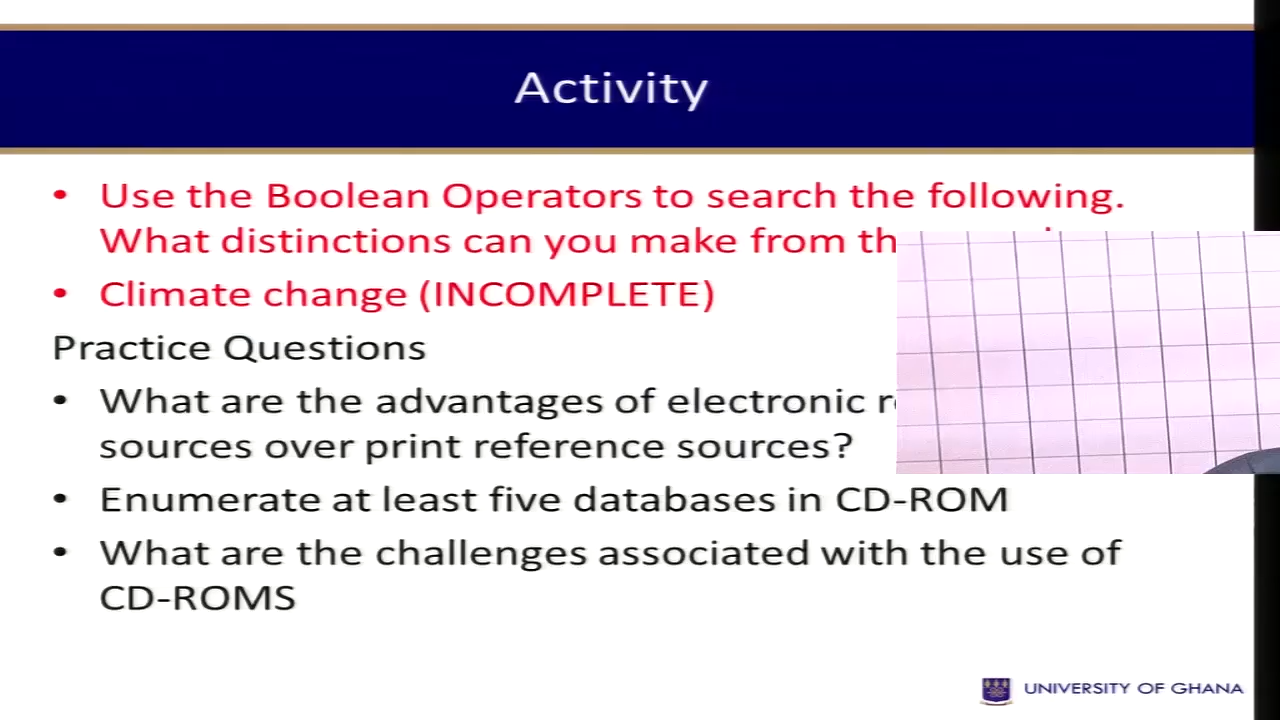 Activity
• Use the Boolean Operators to search the following.
What distinctions can you make from
• Climate change (INCOMPLETE)
Practice Questions
• What are the advantages of electronic
sources over print reference sources?
• Enumerate at least five databases in CD-ROM
• What are the challenges associated with the use of
CD-ROMS
UNIVERSITY OF GHANA